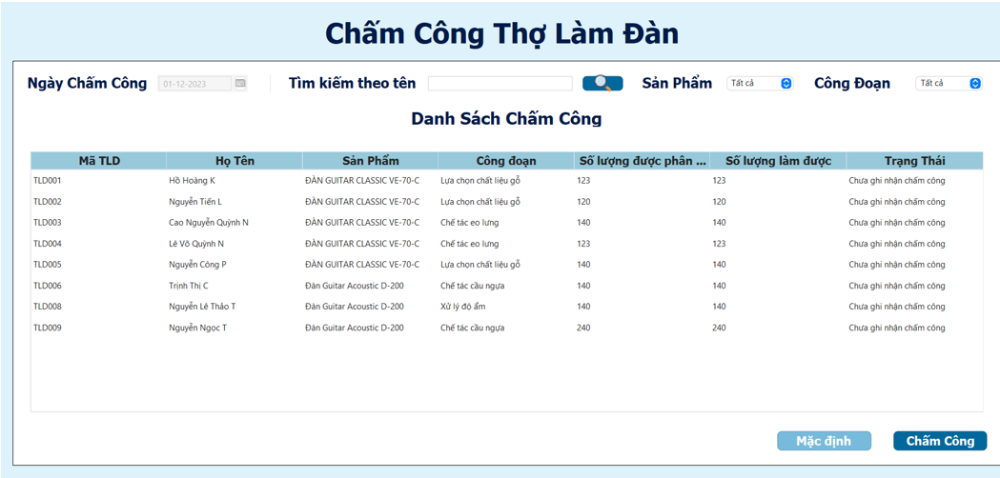 Chấm Công Thợ Làm Đàn
Ngày Chấm Công 01-12-2023 Tìm kiếm theo tên Sản Phẩm Tất cả Công Đoạn Tất cả
Danh Sách Chấm Công
Mã TLD Họ Tên Sản Phẩm Công đoạn Số lượng được phân ... Số lượng làm được Trạng Thái
TLD001 Hồ Hoàng K ĐÀN GUITAR CLASSIC VE-70-C Lựa chọn chất liệu gỗ 123 123 Chưa ghi nhận chấm công
TLD002 Nguyễn Tiến L ĐÀN GUITAR CLASSIC VE-70-C Lựa chọn chất liệu gỗ 120 120 Chưa ghi nhận chấm công
TLD003 Cao Nguyễn Quỳnh N ĐÀN GUITAR CLASSIC VE-70-C Chế tác eo lưng 140 140 Chưa ghi nhận chấm công
TLD004 Lê Võ Quỳnh N ĐÀN GUITAR CLASSIC VE-70-C Chế tác eo lưng 123 123 Chưa ghi nhận chấm công
TLD005 Nguyễn Công P ĐÀN GUITAR CLASSIC VE-70-C Lựa chọn chất liệu gỗ 140 140 Chưa ghi nhận chấm công
TLD006 Trịnh Thị C Đàn Guitar Acoustic D-200 Chế tác cầu ngựa 140 140 Chưa ghi nhận chấm công
TLD008 Nguyễn Lê Thảo T Đàn Guitar Acoustic D-200 Xử lý độ ẩm 140 140 Chưa ghi nhận chấm công
TLD009 Nguyễn Ngọc T Đàn Guitar Acoustic D-200 Chế tác cầu ngựa 240 240 Chưa ghi nhận chấm công
Mặc định Chấm Công